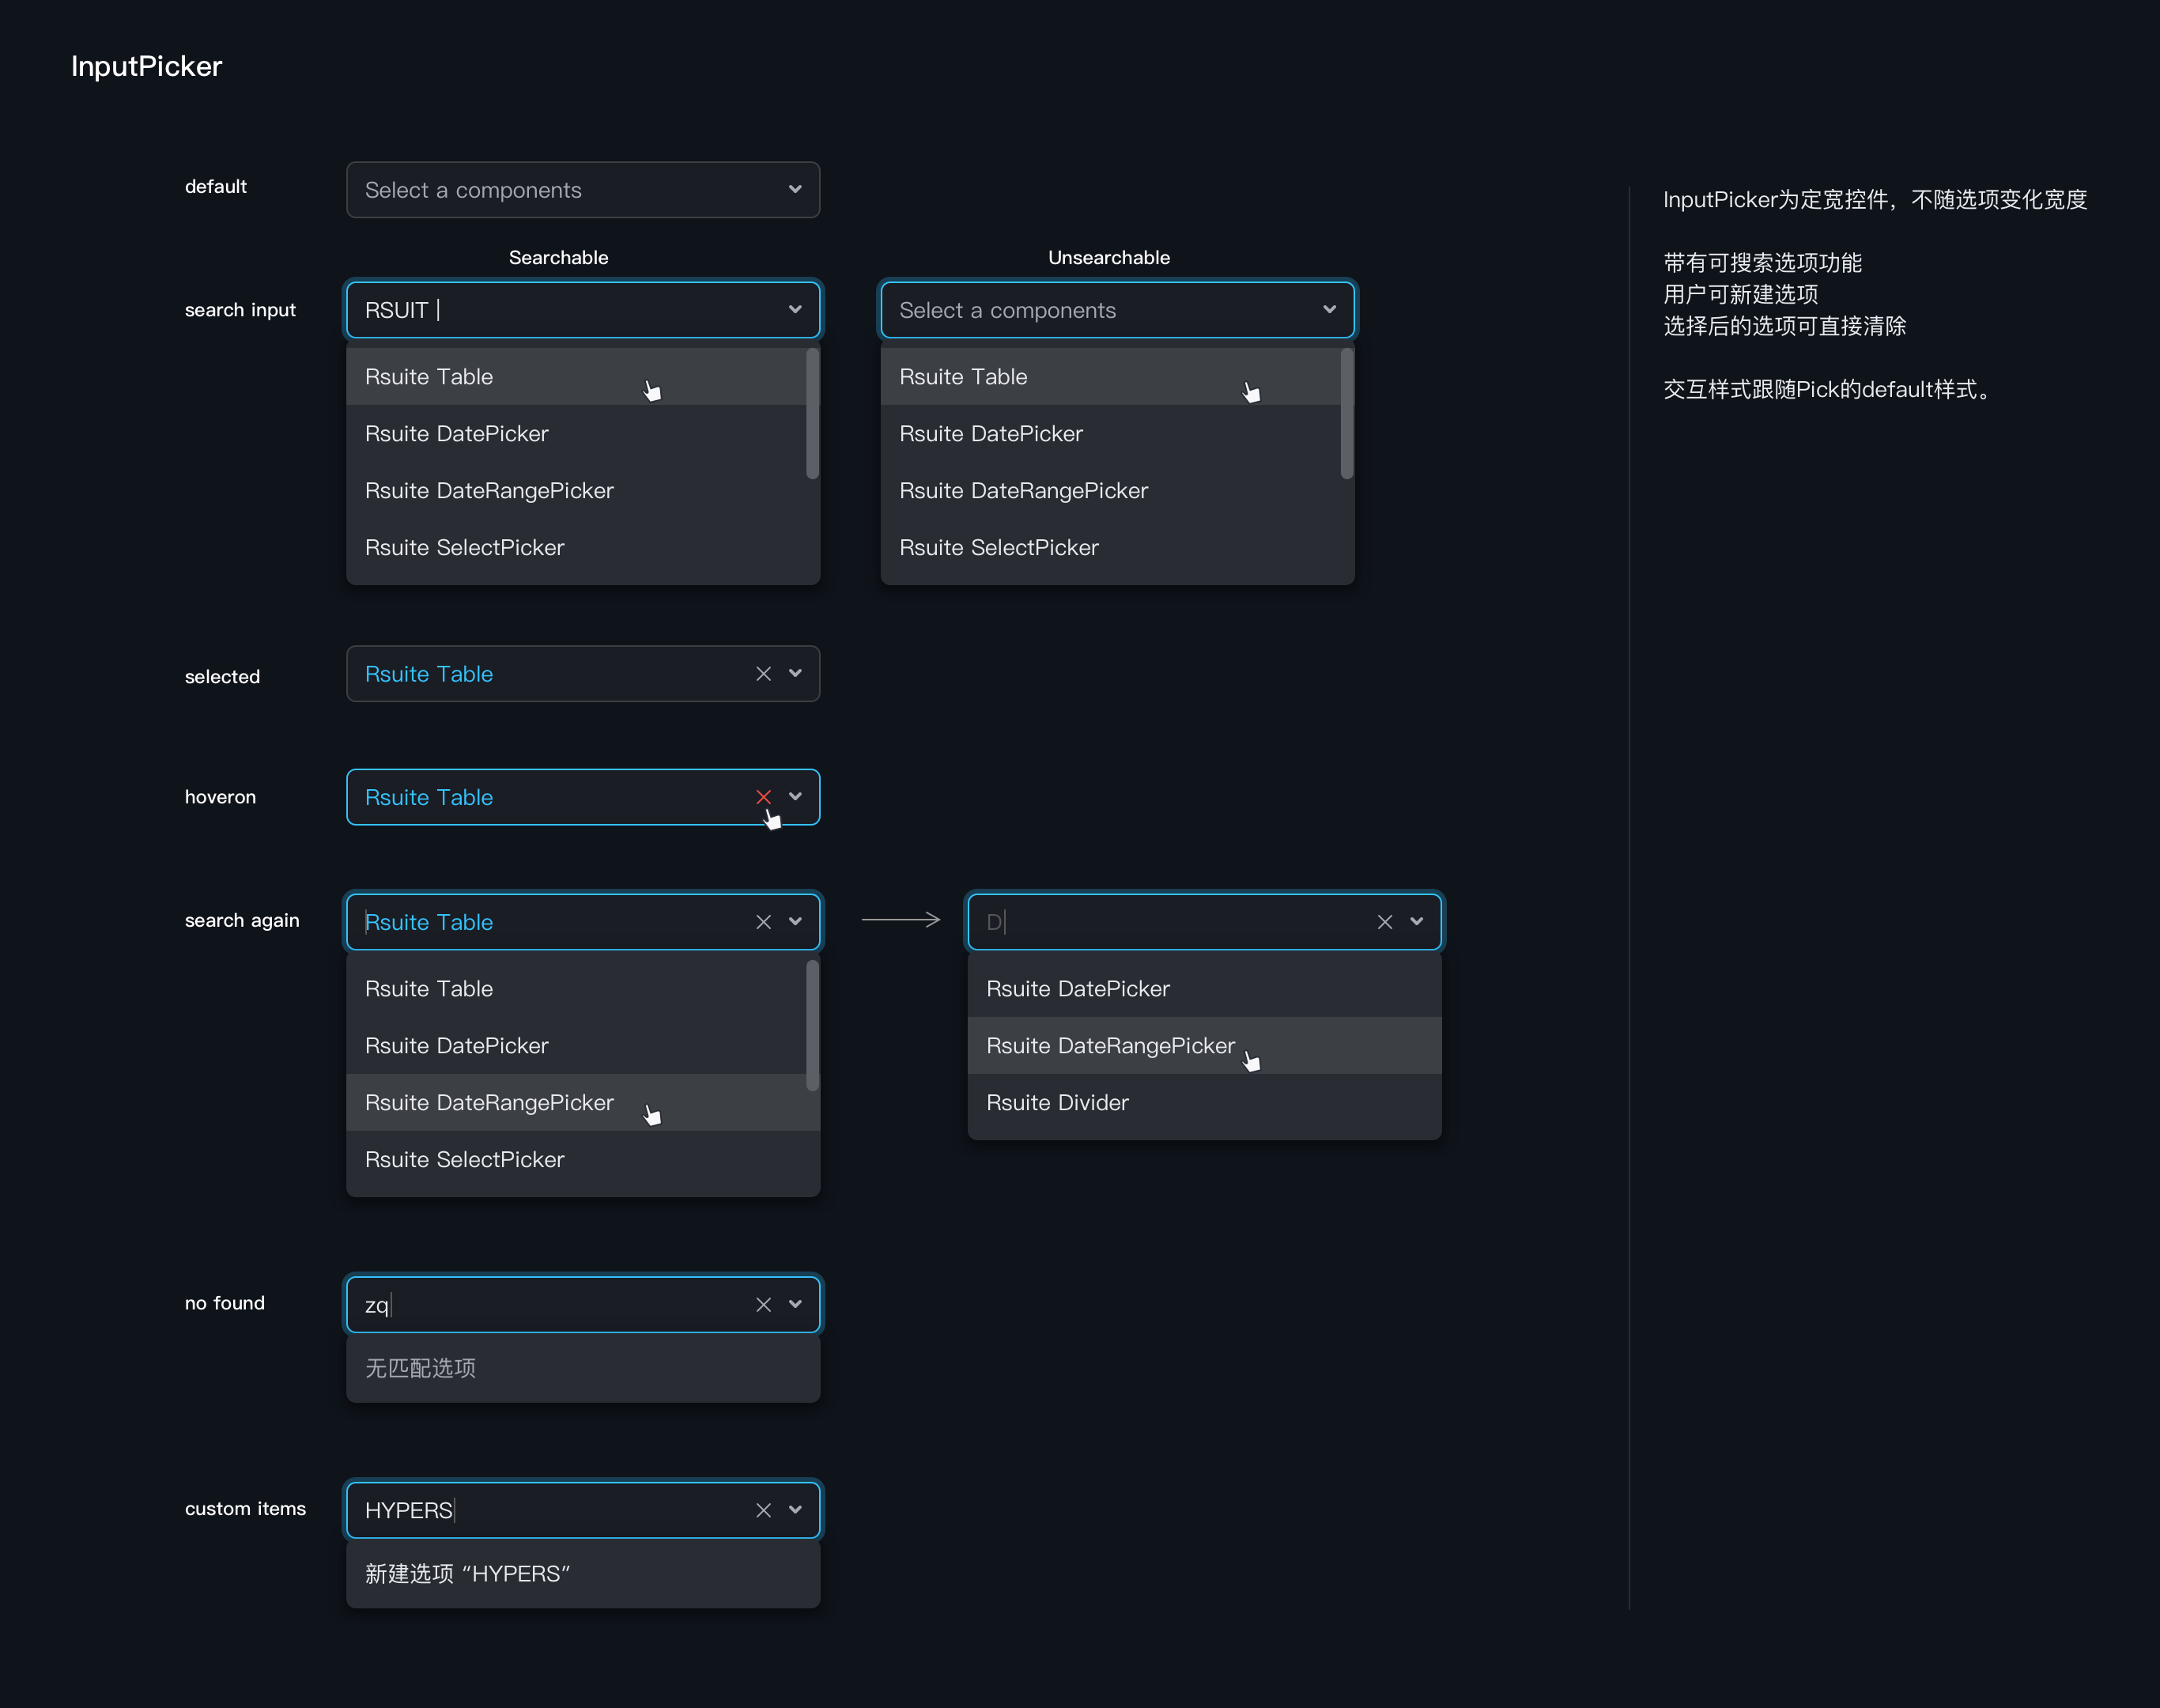 InputPicker
default
Select a components
Searchable
Unsearchable
search input
RSUIT
Select a components
Rsuite Table
Rsuite DatePicker
Rsuite DateRangePicker
Rsuite SelectPicker
Rsuite Table
Rsuite DatePicker
Rsuite DateRangePicker
Rsuite SelectPicker
selected
Rsuite Table
hoveron
Rsuite Table
search again
Rsuite Table
Rsuite Table
Rsuite DatePicker
Rsuite DateRangePicker
Rsuite SelectPicker
D
Rsuite DatePicker
Rsuite DateRangePicker
Rsuite Divider
no found
zq
无匹配选项
custom items
HYPERS
新建选项 “HYPERS”
InputPicker为定宽控件，不随选项变化宽度
带有可搜索选项功能
用户可新建选项
选择后的选项可直接清除
交互样式跟随Pick的default样式。